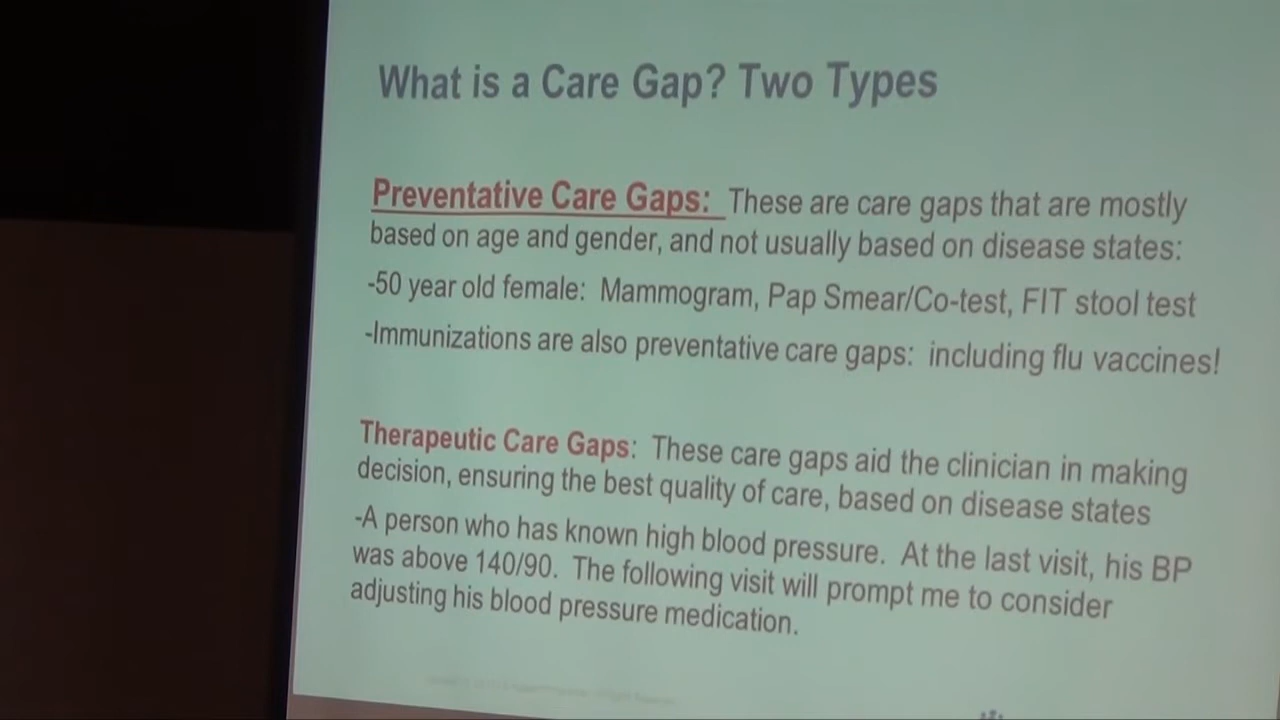 What is a Care Gap? Two Types
Preventative Care Gaps: These are care gaps that are mostly
based on age and gender, and not usually based on disease states:
-50 year old female: Mammogram, Pap Smear/Co-test, FIT stool test
-Immunizations are also preventative care gaps: including flu vaccines!
Therapeutic Care Gaps: These care gaps aid the clinician in making
decision, ensuring the best quality of care, based on disease states
-A person who has known high blood pressure. At the last visit, his BP
was above 140/90. The following visit will prompt me to consider
adjusting his blood pressure medication.